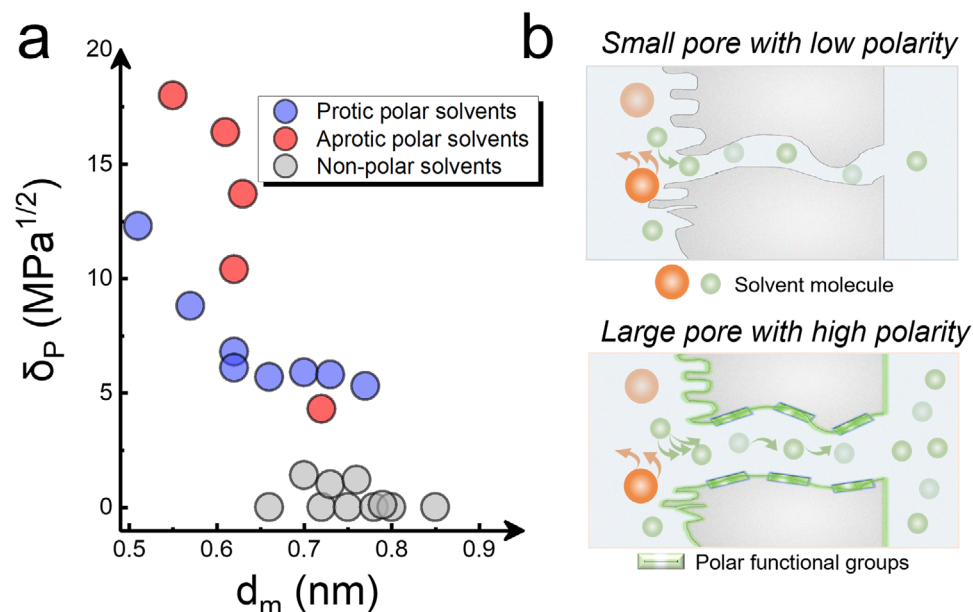 a
20
15
10
5
0
δP (MPa1/2)
Protic polar solvents
Aprotic polar solvents
Non-polar solvents
0.5 0.6 0.7 0.8 0.9
dm (nm)
b
Small pore with low polarity
Solvent molecule
Large pore with high polarity
Polar functional groups